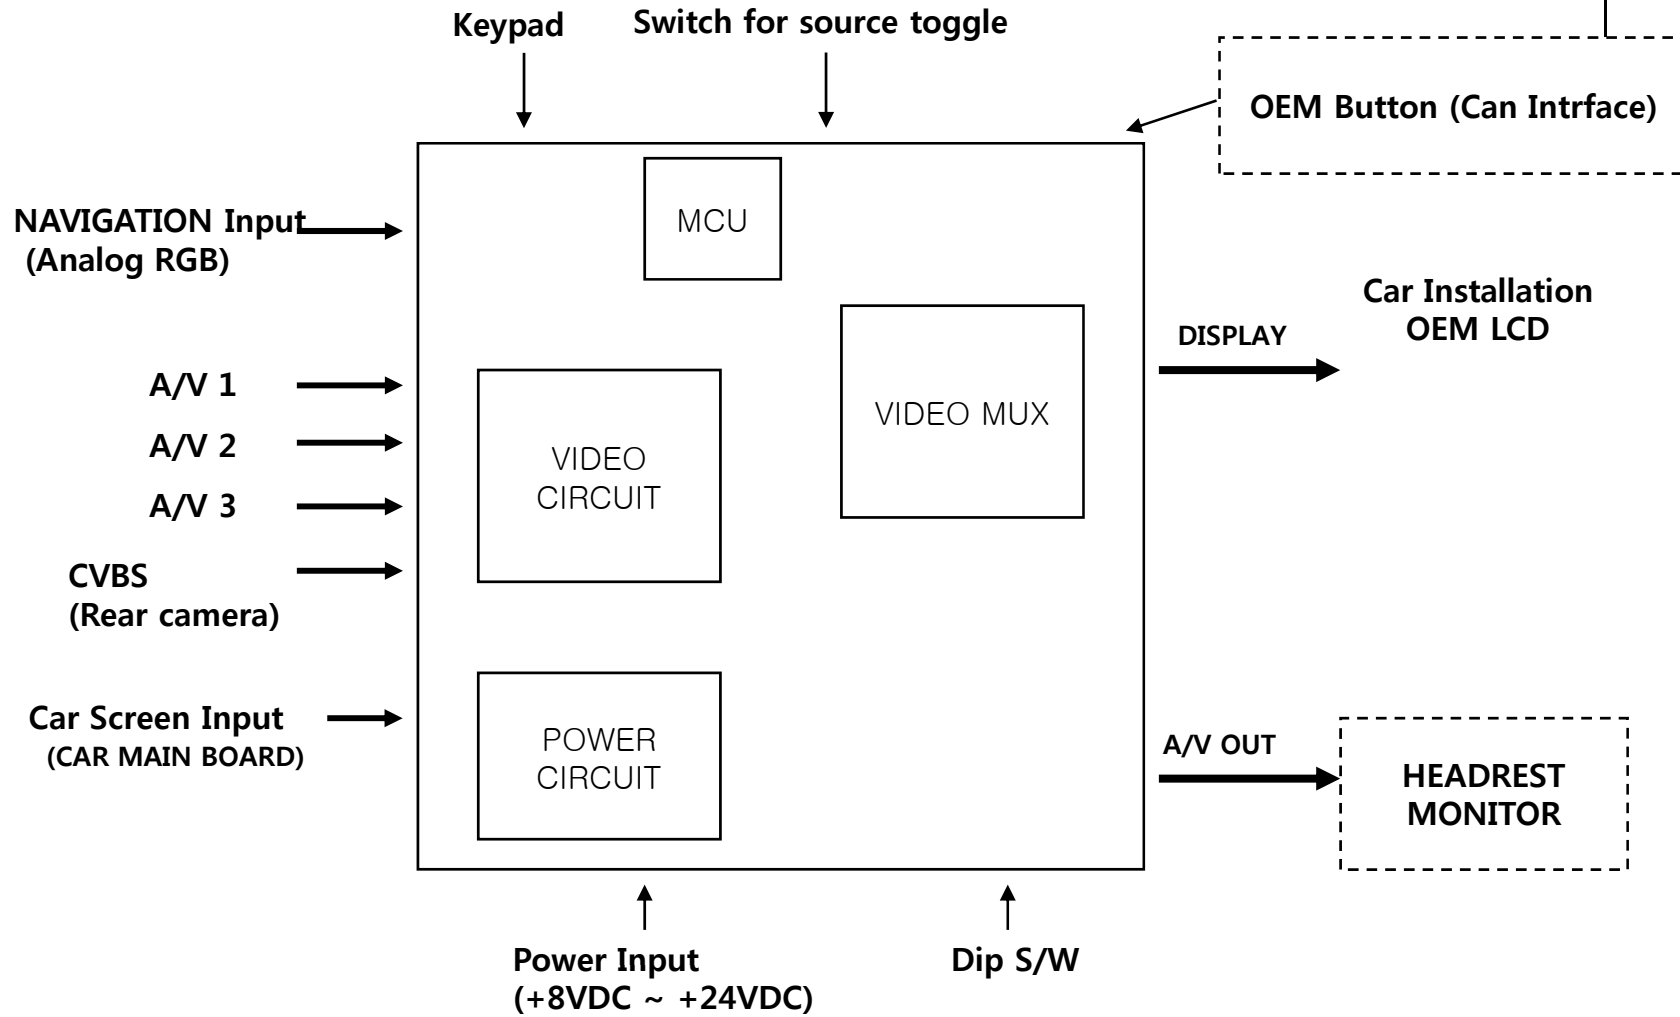 Keypad
Switch for source toggle
OEM Button (Can Intrface)
NAVIGATION Input
(Analog RGB)
MCU
Car Installation
OEM LCD
DISPLAY
A/V 1
A/V 2
A/V 3
VIDEO
CIRCUIT
VIDEO MUX
CVBS
(Rear camera)
Car Screen Input
(CAR MAIN BOARD)
POWER
CIRCUIT
A/V OUT
HEADREST
MONITOR
Power Input
(+8VDC ~ +24VDC)
Dip S/W